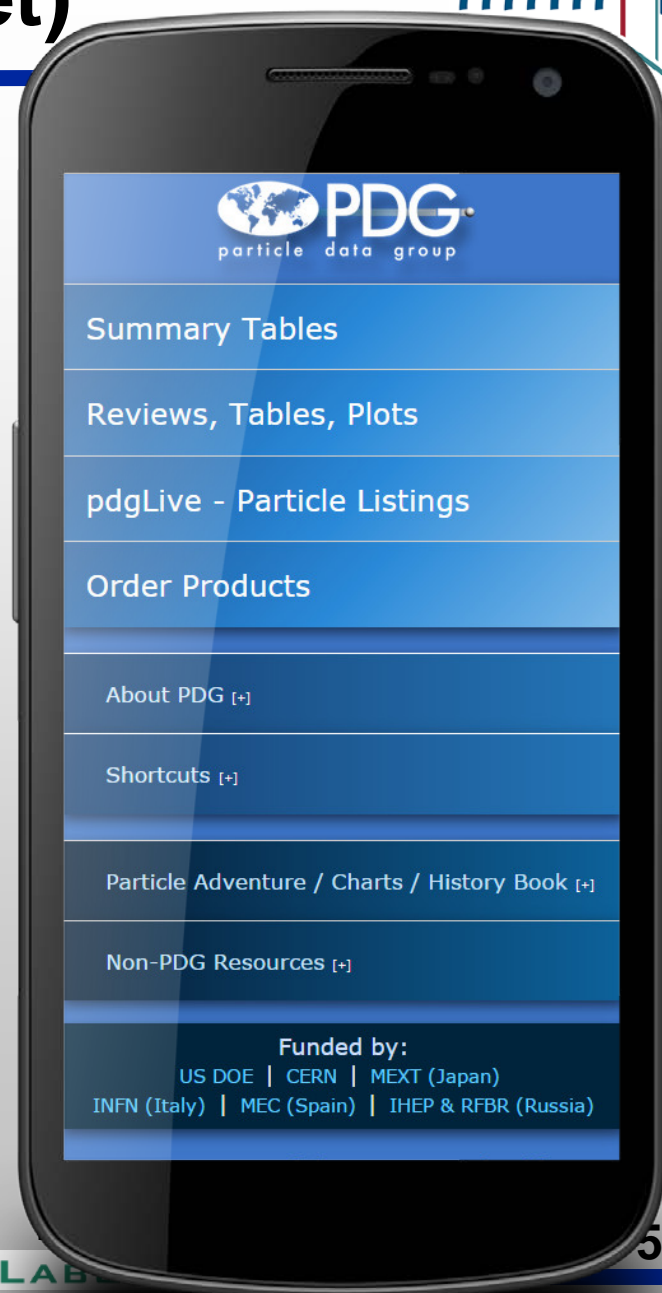 et)
PDG
particle data group
Summary Tables
Reviews, Tables, Plots
pdgLive - Particle Listings
Order Products
About PDG [+]
Shortcuts [+]
Particle Adventure / Charts / History Book [+]
Non-PDG Resources [+]
Funded by:
US DOE | CERN | MEXT (Japan)
INFN (Italy) | MEC (Spain) | IHEP & RFBR (Russia)
5
LAB